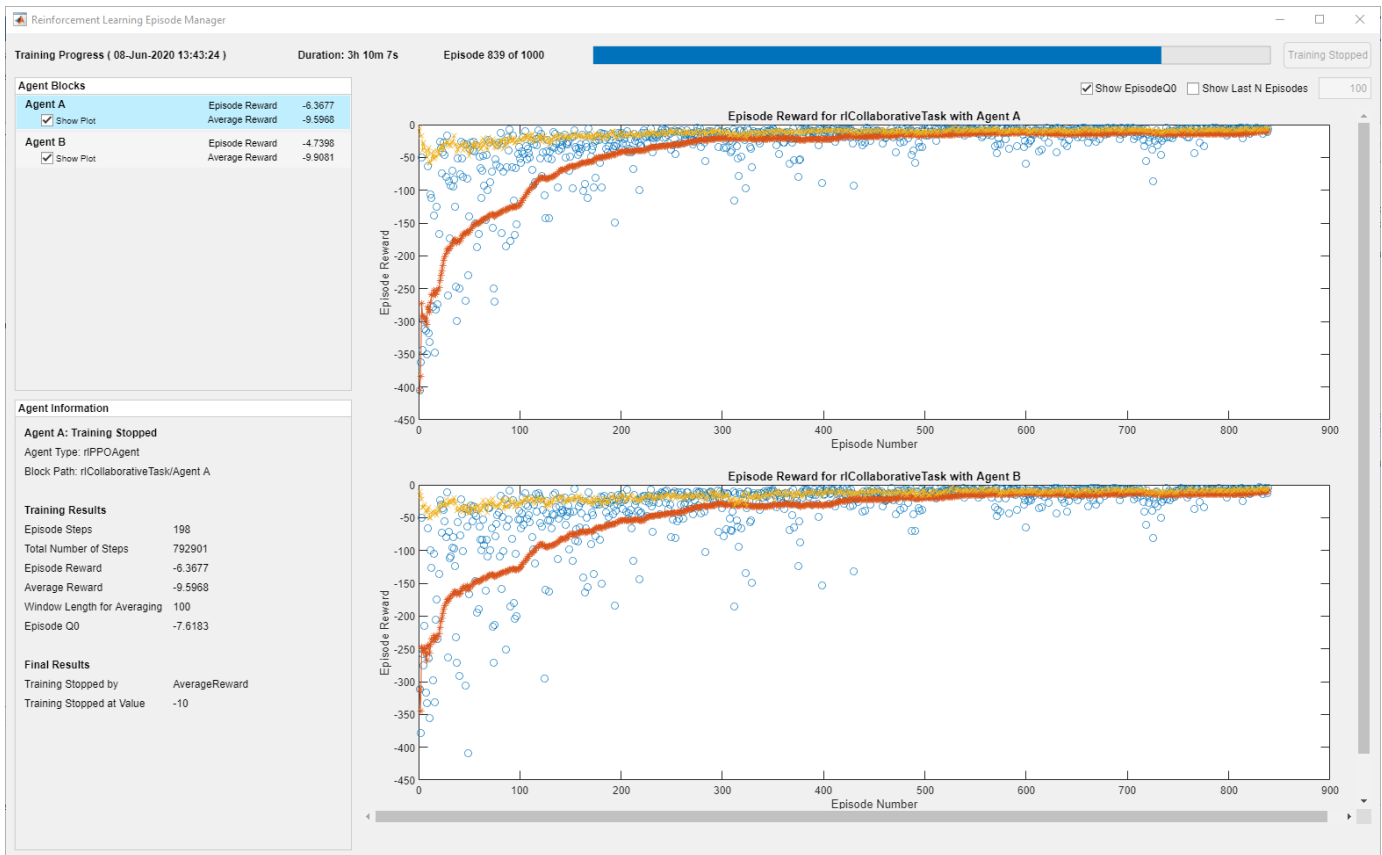 Reinforcement Learning Episode Manager
Training Progress ( 08-Jun-2020 13:43:24 )
Duration: 3h 10m 7s
Episode 839 of 1000
Training Stopped
Show EpisodeQ0
Show Last N Episodes
100
Agent Blocks
Agent A
Episode Reward -6.3677
Show Plot
Average Reward -9.5968
Agent B
Episode Reward -4.7398
Show Plot
Average Reward -9.9081
Agent Information
Agent A: Training Stopped
Agent Type: rlPPOAgent
Block Path: rlCollaborativeTask/Agent A
Training Results
Episode Steps 198
Total Number of Steps 792901
Episode Reward -6.3677
Average Reward -9.5968
Window Length for Averaging 100
Episode Q0 -7.6183
Final Results
Training Stopped by AverageReward
Training Stopped at Value -10
Episode Reward for rlCollaborativeTask with Agent A
Episode Reward
0
-50
-100
-150
-200
-250
-300
-350
-400
-450
0 100 200 300 400 500 600 700 800 900
Episode Number
Episode Reward for rlCollaborativeTask with Agent B
Episode Reward
0
-50
-100
-150
-200
-250
-300
-350
-400
-450
0 100 200 300 400 500 600 700 800 900
Episode Number